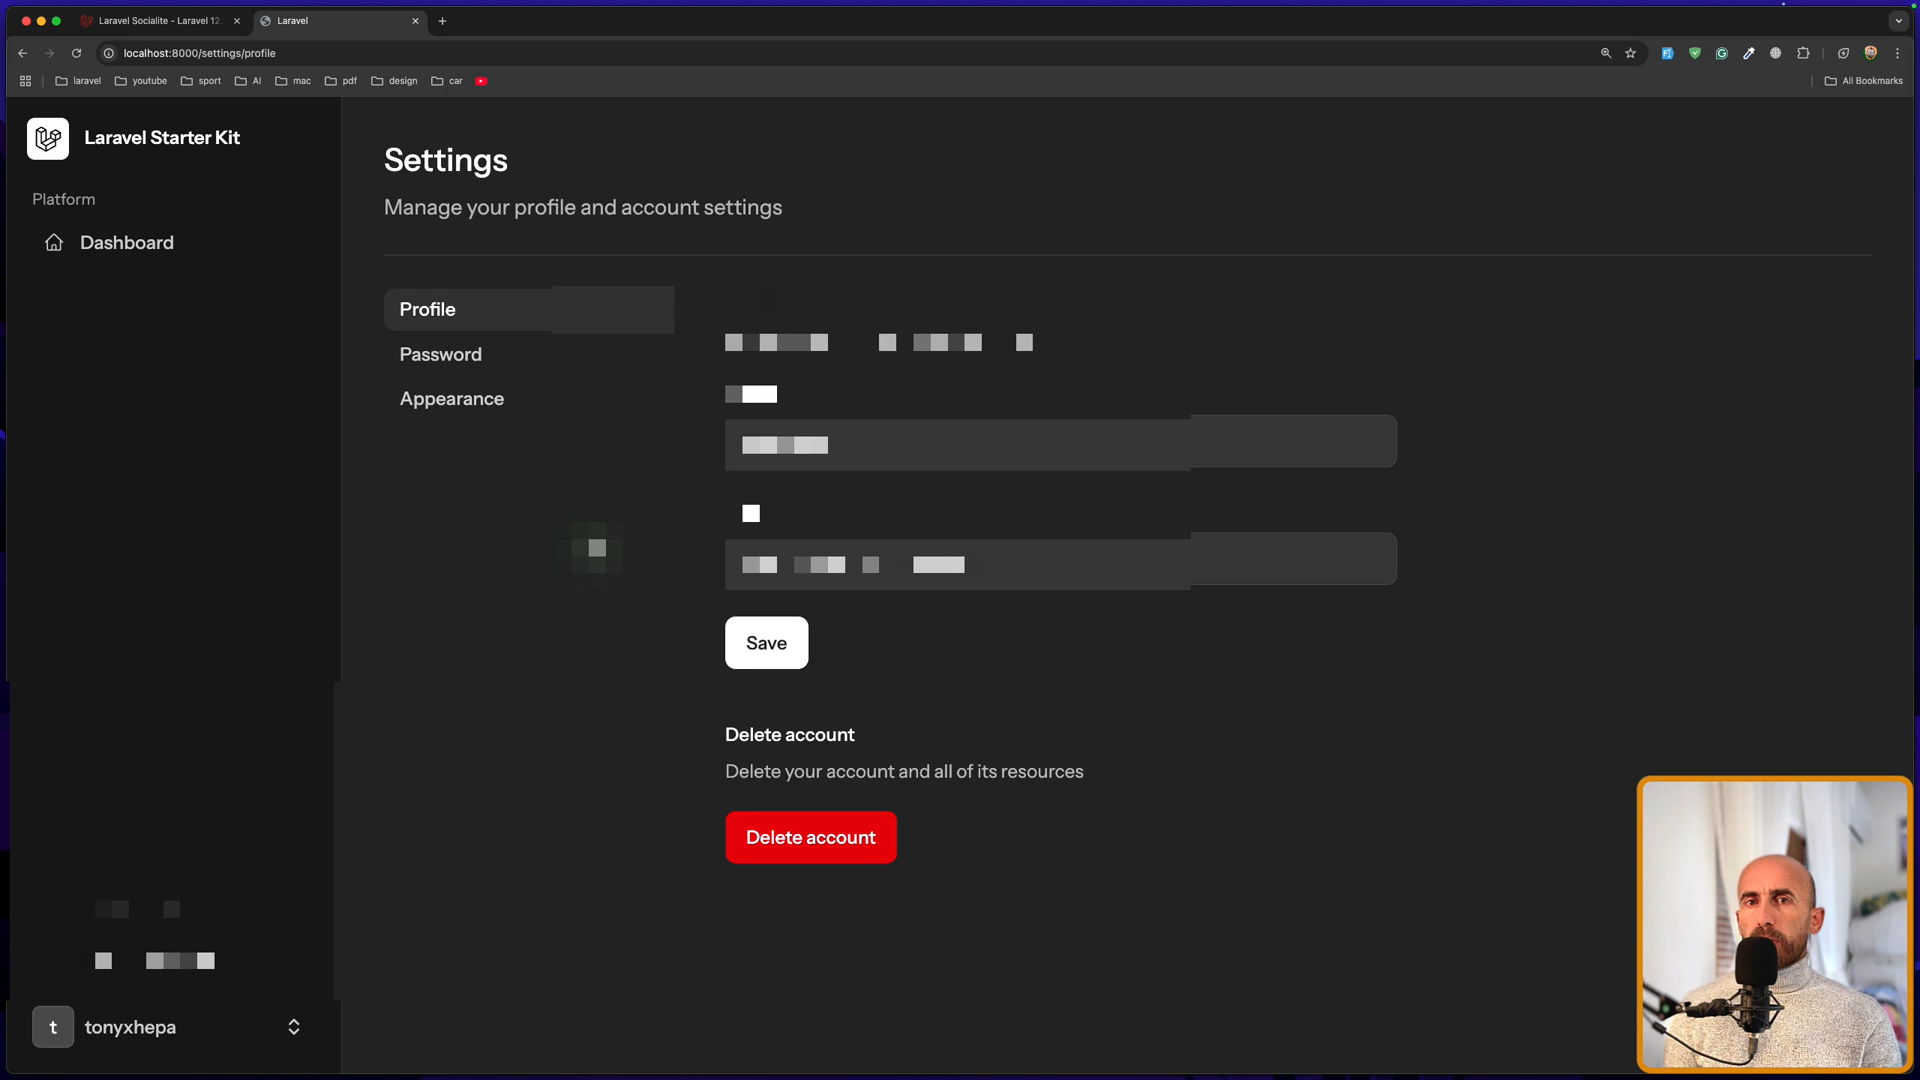 Laravel Socialite - Laravel 12
Laravel
localhost:8000/settings/profile
laravel
youtube
sport
AI
mac
pdf
design
car
All Bookmarks
Laravel Starter Kit
Platform
Dashboard
Settings
Manage your profile and account settings
Profile
Password
Appearance
Save
Delete account
Delete your account and all of its resources
Delete account
t
tonyxhepa